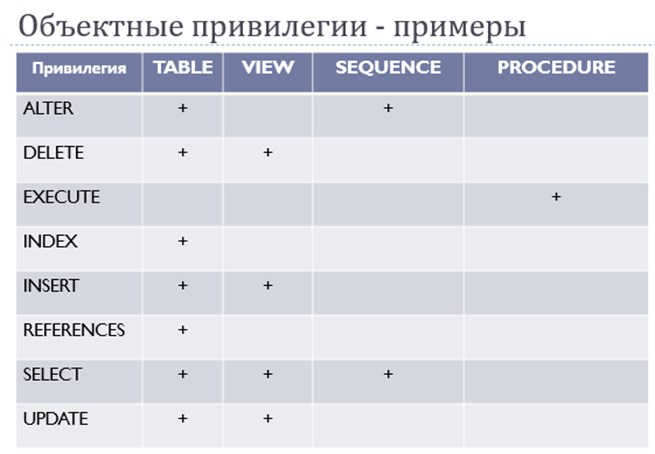 Объектные привилегии - примеры
Привилегия TABLE VIEW SEQUENCE PROCEDURE
ALTER + +
DELETE + +
EXECUTE +
INDEX +
INSERT + +
REFERENCES +
SELECT + + +
UPDATE + +